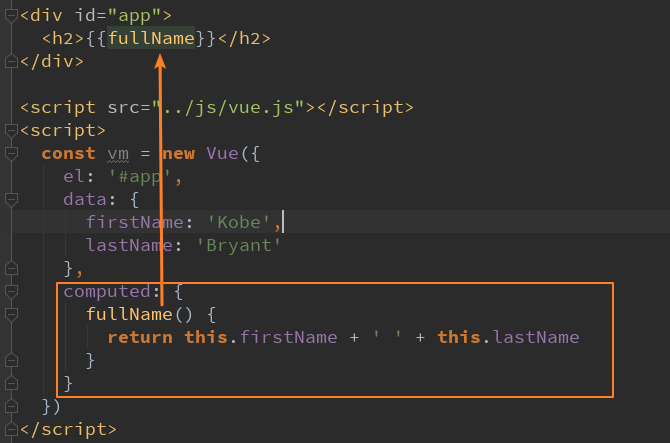 <div id="app">
  <h2>{{fullName}}</h2>
</div>

<script src="../js/vue.js"></script>
<script>
  const vm = new Vue({
    el: '#app',
    data: {
      firstName: 'Kobe',
      lastName: 'Bryant'
    },
    computed: {
      fullName() {
        return this.firstName + ' ' + this.lastName
      }
    }
  })
</script>